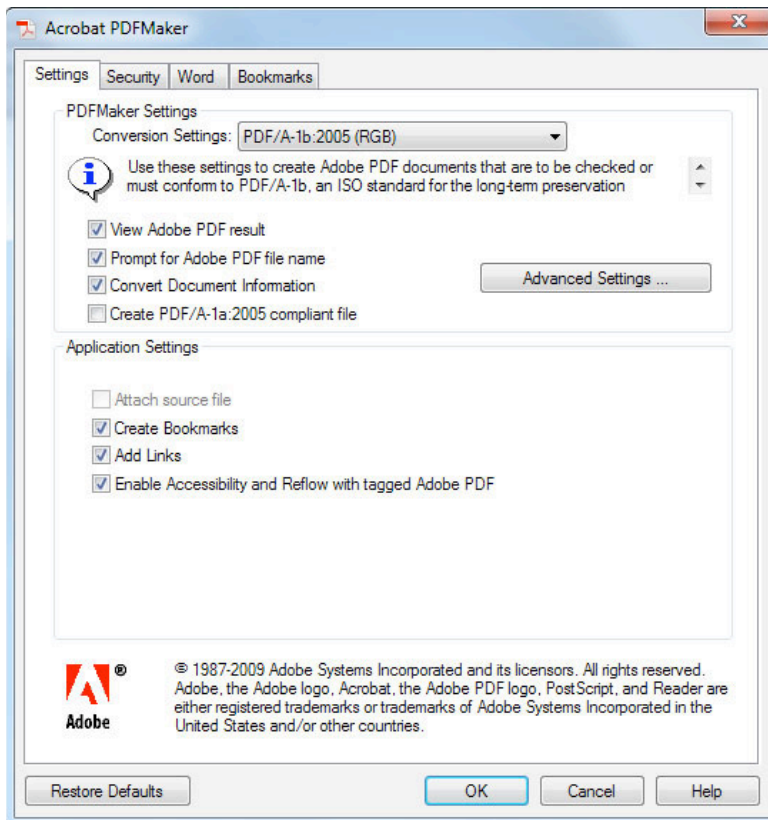 Acrobat PDFMaker
Settings Security Word Bookmarks
PDFMaker Settings
Conversion Settings: PDF/A-1b:2005 (RGB)
i Use these settings to create Adobe PDF documents that are to be checked or
must conform to PDF/A-1b, an ISO standard for the long-term preservation
View Adobe PDF result
Prompt for Adobe PDF file name
Convert Document Information
Advanced Settings ...
Create PDF/A-1a:2005 compliant file
Application Settings
Attach source file
Create Bookmarks
Add Links
Enable Accessibility and Reflow with tagged Adobe PDF
® © 1987-2009 Adobe Systems Incorporated and its licensors. All rights reserved.
Adobe, the Adobe logo, Acrobat, the Adobe PDF logo, PostScript, and Reader are
either registered trademarks or trademarks of Adobe Systems Incorporated in the
Adobe United States and/or other countries.
Restore Defaults OK Cancel Help